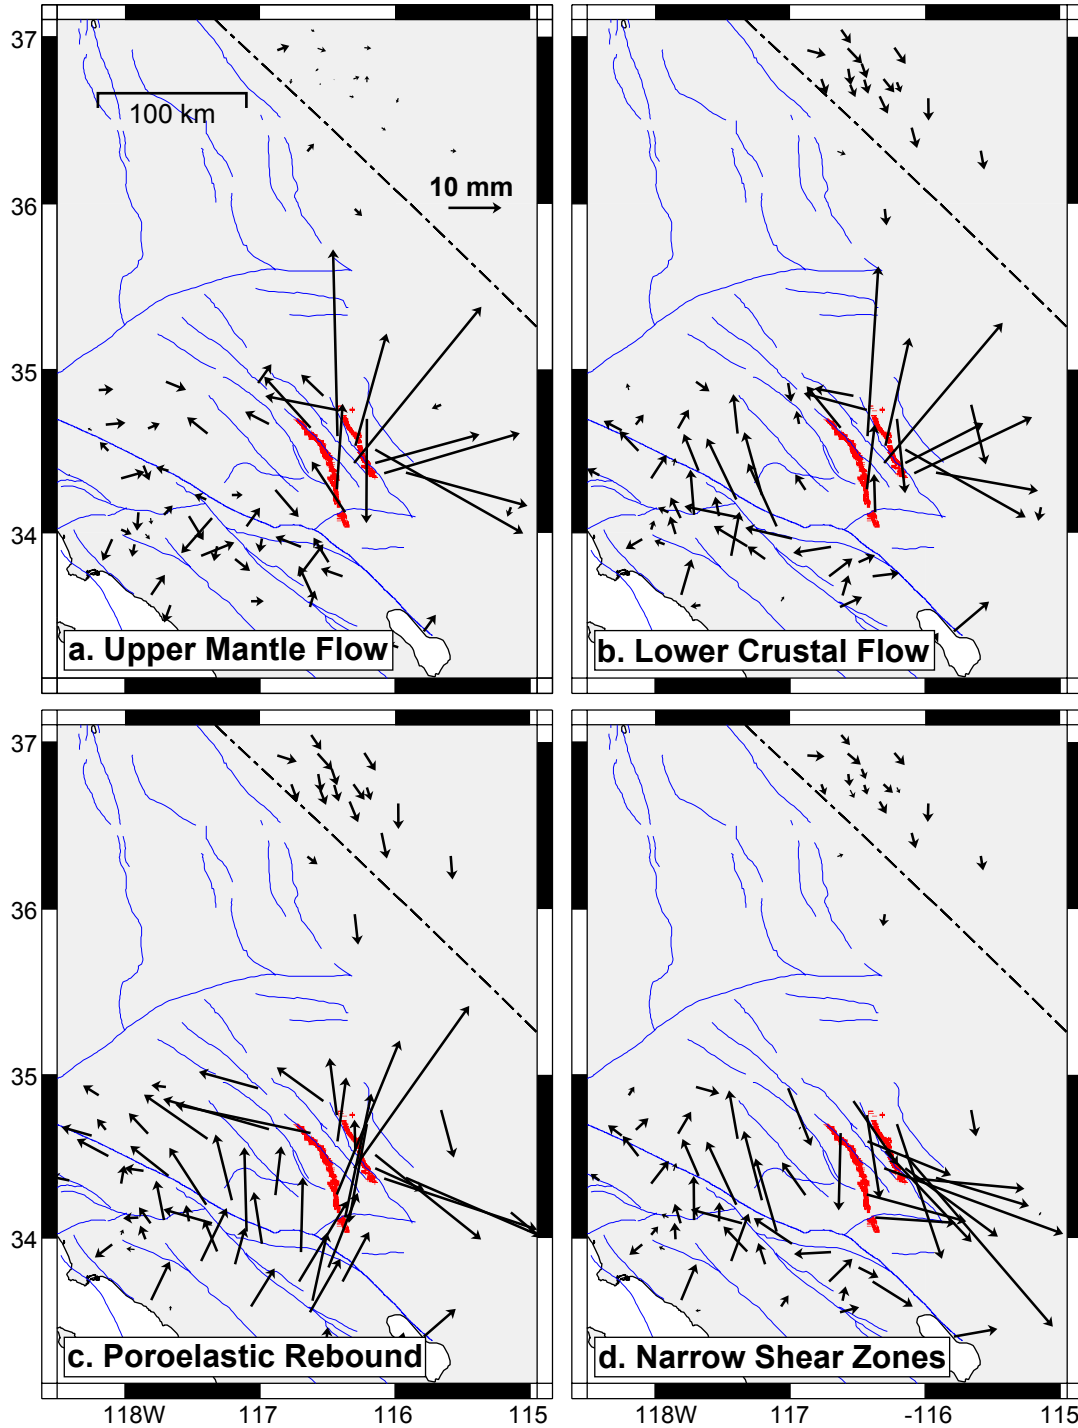 37
100 km
10 mm
36
35
34
a. Upper Mantle Flow
b. Lower Crustal Flow
37
36
35
34
c. Poroelastic Rebound
d. Narrow Shear Zones
118W 117 116 115
118W 117 -116 115